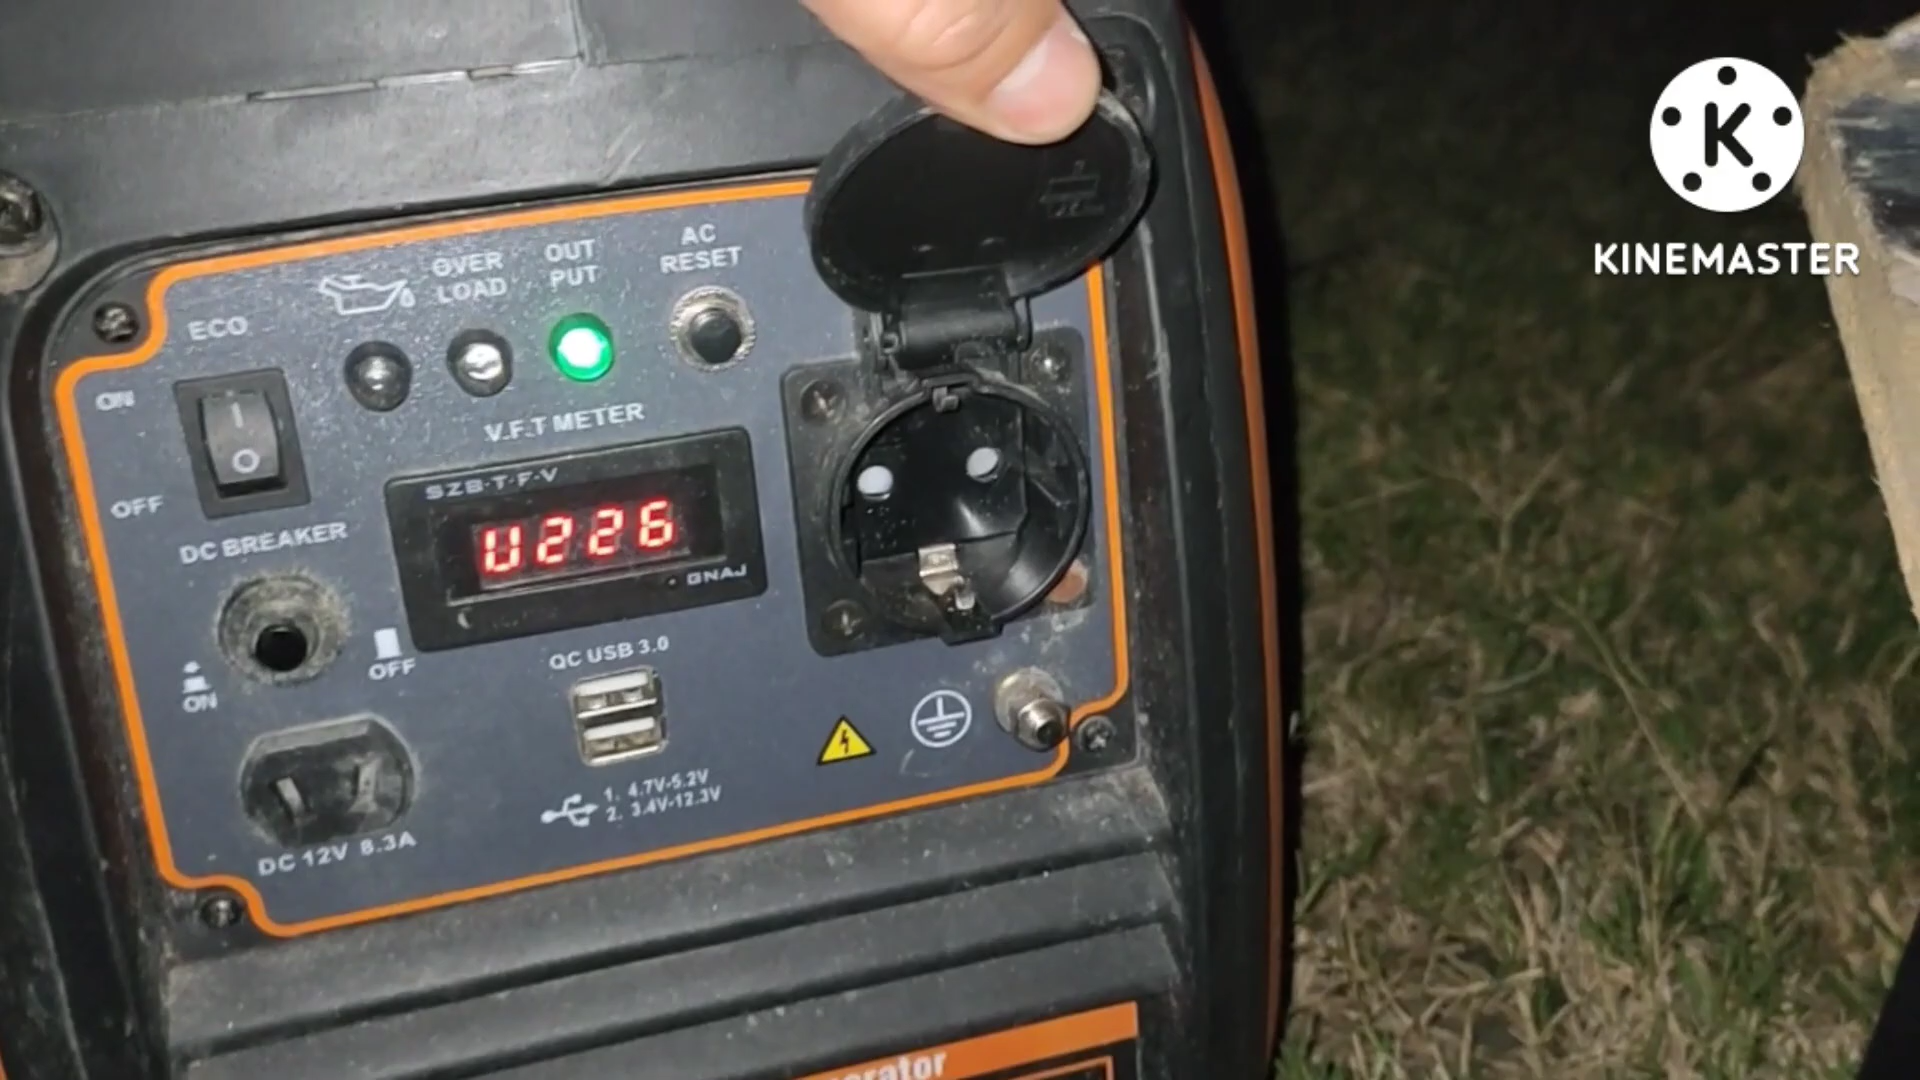 K
KINEMASTER
AC
RESET
OUT
PUT
OVER
LOAD
ECO
ON
I
O
OFF
V.F.T METER
SZB-T-F-V
U226
GNAJ
DC BREAKER
OFF
ON
QC USB 3.0
1. 4.7V-5.2V
2. 3.4V-12.3V
DC 12V 8.3A
erator